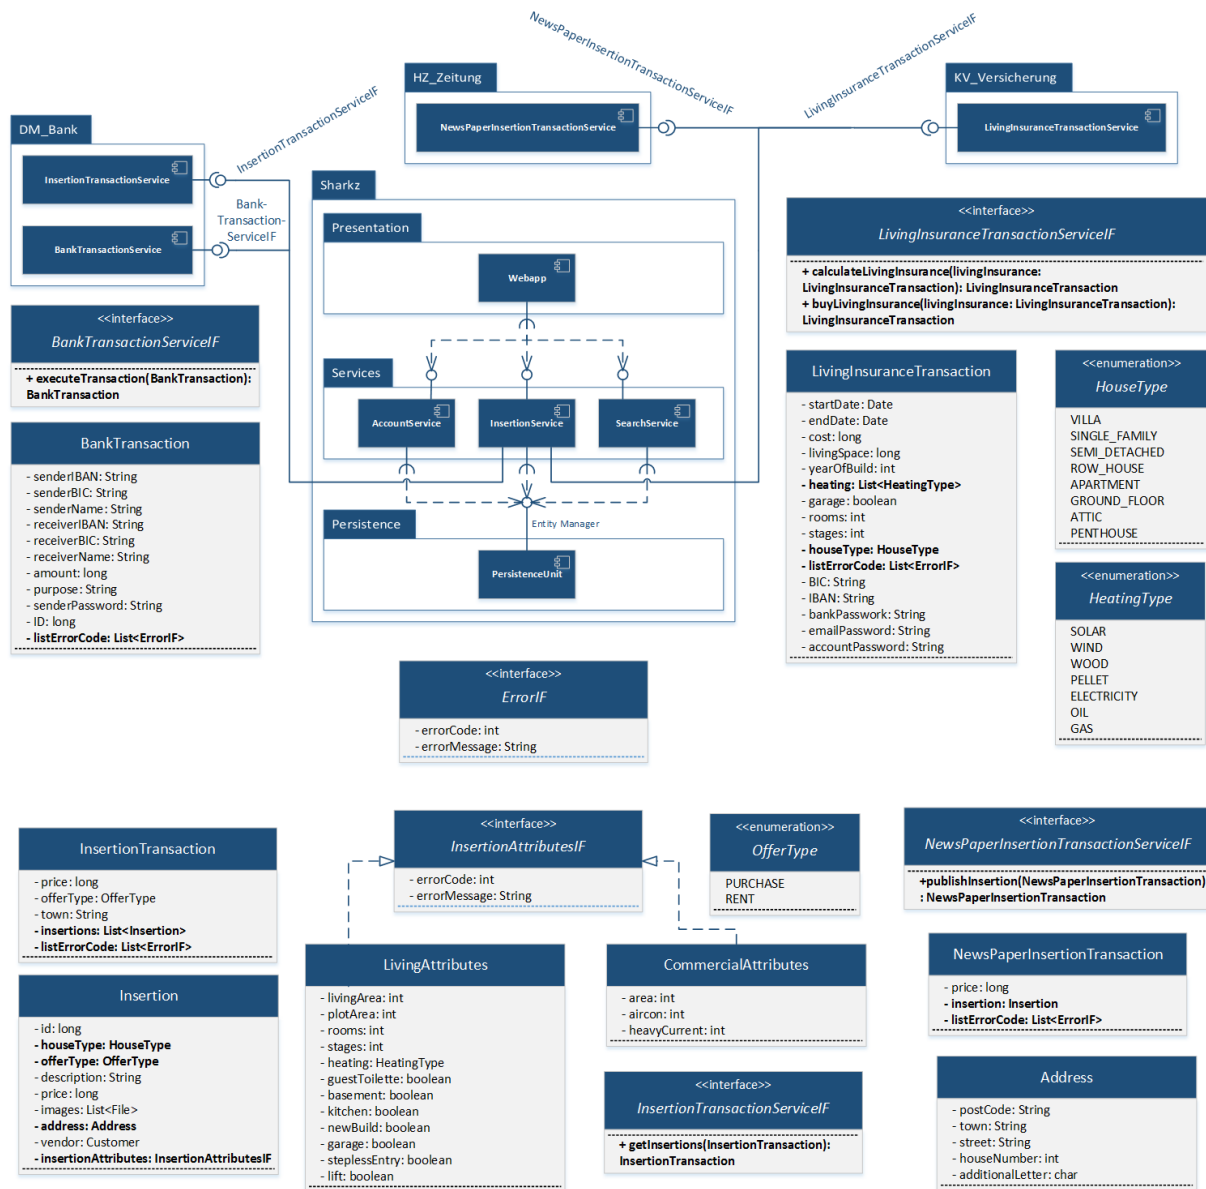 NewsPaperInsertionTransactionServiceIF
LivingInsuranceTransactionServiceIF
InsertionTransactionServiceIF
HZ_Zeitung
NewsPaperInsertionTransactionService
KV_Versicherung
LivingInsuranceTransactionService
DM_Bank
InsertionTransactionService
BankTransactionService
Bank-
Transaction-
ServiceIF
Sharkz
Presentation
Webapp
Services
AccountService
InsertionService
SearchService
Entity Manager
Persistence
PersistenceUnit
<<interface>>
BankTransactionServiceIF
+ executeTransaction(BankTransaction):
BankTransaction
BankTransaction
- senderIBAN: String
- senderBIC: String
- senderName: String
- receiverIBAN: String
- receiverBIC: String
- receiverName: String
- amount: long
- purpose: String
- senderPassword: String
- ID: long
- listErrorCode: List<ErrorIF>
<<interface>>
LivingInsuranceTransactionServiceIF
+ calculateLivingInsurance(livingInsurance:
LivingInsuranceTransaction): LivingInsuranceTransaction
+ buyLivingInsurance(livingInsurance: LivingInsuranceTransaction):
LivingInsuranceTransaction
LivingInsuranceTransaction
- startDate: Date
- endDate: Date
- cost: long
- livingSpace: long
- yearOfBuild: int
- heating: List<HeatingType>
- garage: boolean
- rooms: int
- stages: int
- houseType: HouseType
- listErrorCode: List<ErrorIF>
- BIC: String
- IBAN: String
- bankPasswork: String
- emailPassword: String
- accountPassword: String
<<enumeration>>
HouseType
VILLA
SINGLE_FAMILY
SEMI_DETACHED
ROW_HOUSE
APARTMENT
GROUND_FLOOR
ATTIC
PENTHOUSE
<<enumeration>>
HeatingType
SOLAR
WIND
WOOD
PELLET
ELECTRICITY
OIL
GAS
<<interface>>
ErrorIF
- errorCode: int
- errorMessage: String
InsertionTransaction
- price: long
- offerType: OfferType
- town: String
- insertions: List<Insertion>
- listErrorCode: List<ErrorIF>
Insertion
- id: long
- houseType: HouseType
- offerType: OfferType
- description: String
- price: long
- images: List<File>
- address: Address
- vendor: Customer
- insertionAttributes: InsertionAttributesIF
<<interface>>
InsertionAttributesIF
- errorCode: int
- errorMessage: String
LivingAttributes
- livingArea: int
- plotArea: int
- rooms: int
- stages: int
- heating: HeatingType
- guestToilette: boolean
- basement: boolean
- kitchen: boolean
- newBuild: boolean
- garage: boolean
- steplessEntry: boolean
- lift: boolean
<<enumeration>>
OfferType
PURCHASE
RENT
CommercialAttributes
- area: int
- aircon: int
- heavyCurrent: int
<<interface>>
InsertionTransactionServiceIF
+ getInsertions(InsertionTransaction):
InsertionTransaction
<<interface>>
NewsPaperInsertionTransactionServiceIF
+publishInsertion(NewsPaperInsertionTransaction)
: NewsPaperInsertionTransaction
NewsPaperInsertionTransaction
- price: long
- insertion: Insertion
- listErrorCode: List<ErrorIF>
Address
- postCode: String
- town: String
- street: String
- houseNumber: int
- additionalLetter: char